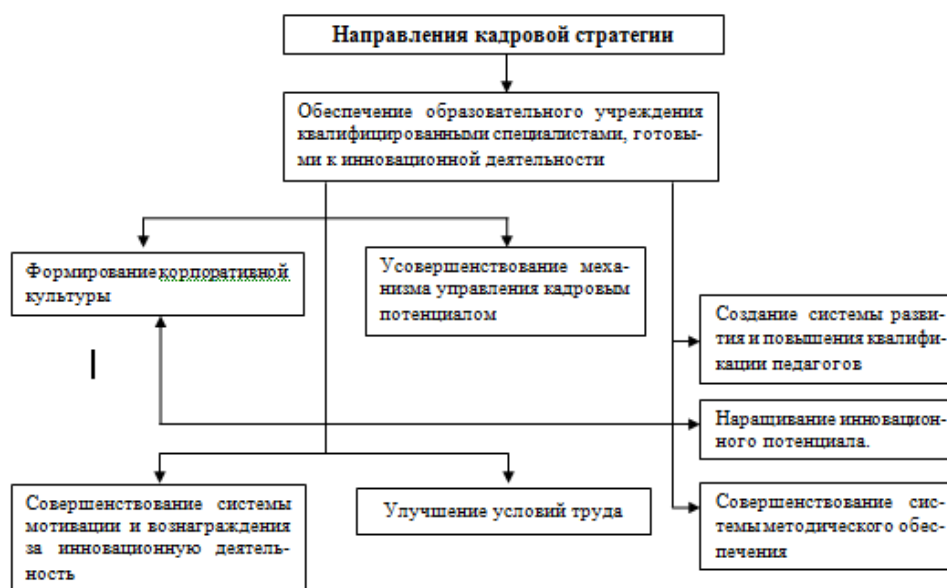 Направления кадровой стратегии
Обеспечение образовательного учреждения
квалифицированными специалистами, готовы-
ми к инновационной деятельности
Формирование корпоративной
культуры
Усовершенствование меха-
низма управления кадровым
потенциалом
Создание системы разви-
тия и повышения квалифи-
кации педагогов
Наращивание инновацион-
ного потенциала.
Совершенствование системы
мотивации и вознаграждения
за инновационную деятель-
ность
Улучшение условий труда
Совершенствование сис-
темы методического обес-
печения